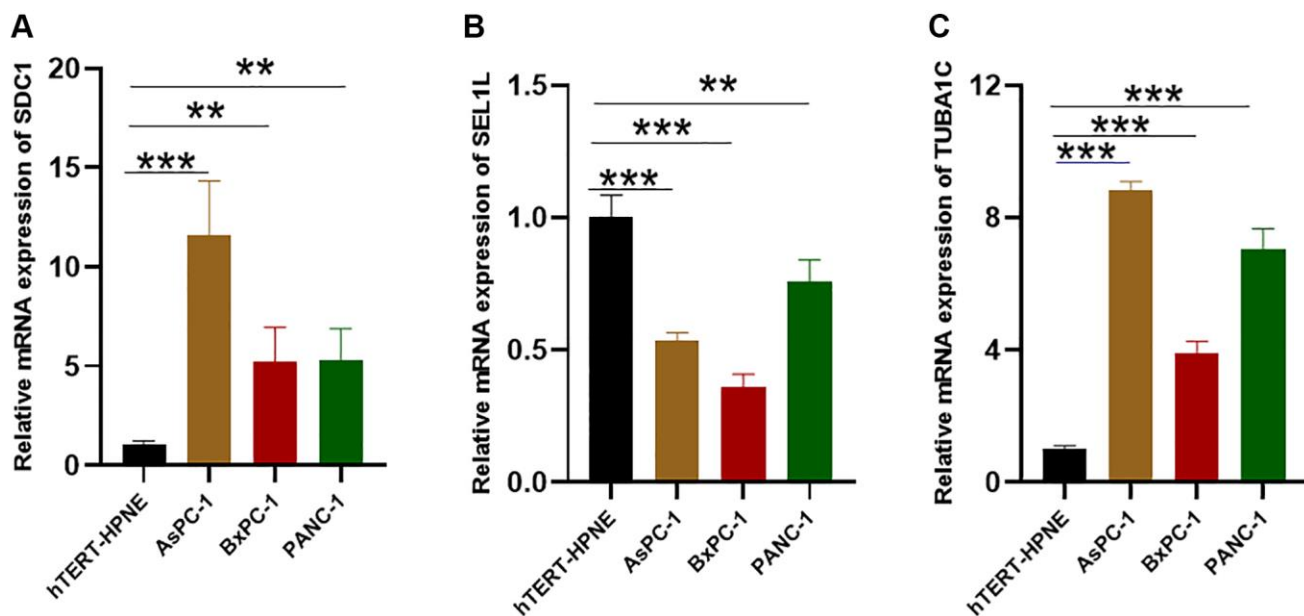 A
Relative mRNA expression of SDC1
20
15
10
5
0
**
**
***
hTERT-HPNE
AsPC-1
BxPC-1
PANC-1
B
Relative mRNA expression of SEL1L
1.5
1.0
0.5
0.0
**
***
***
hTERT-HPNE
AsPC-1
BxPC-1
PANC-1
C
Relative mRNA expression of TUBA1C
12
8
4
0
***
***
***
hTERT-HPNE
AsPC-1
BxPC-1
PANC-1